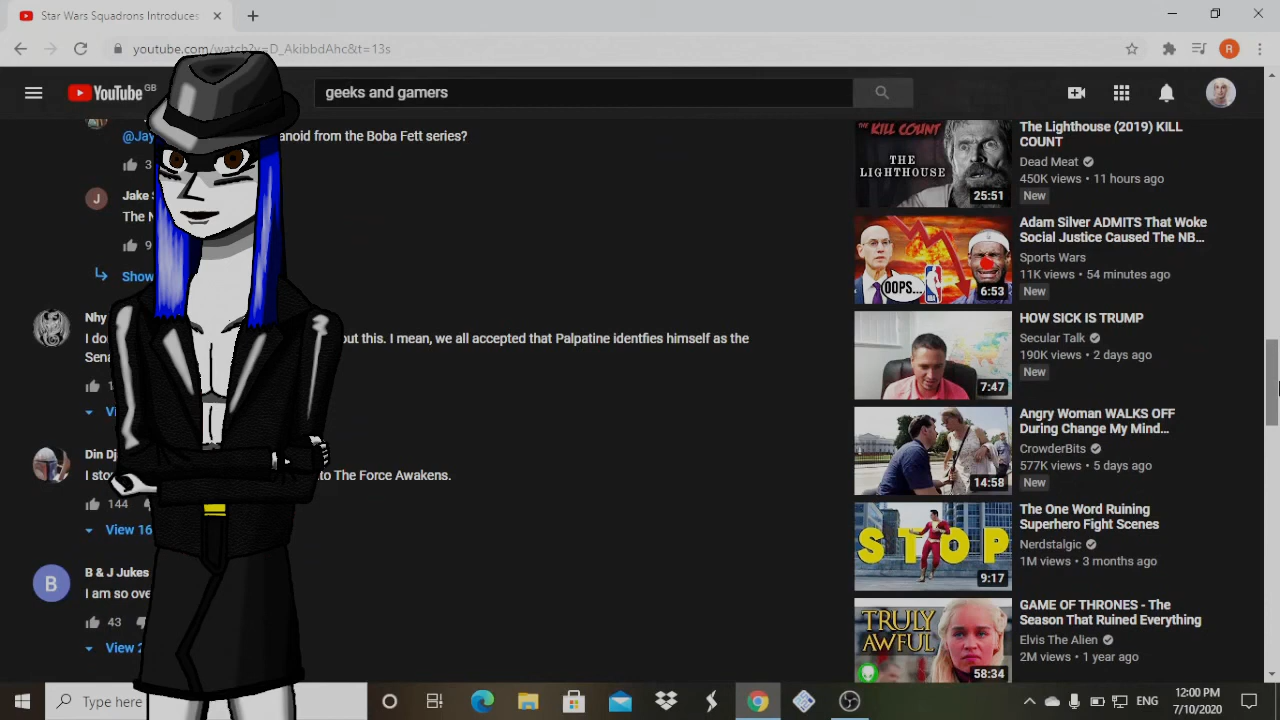 Star Wars Squadrons Introduces
youtube.com/watch?v=D_AkibbdAhc&t=13s
R
YouTube GB
geeks and gamers
@Jay
anoid from the Boba Fett series?
3
J
Jake S
The N
9
Show
Nhy
I do
out this. I mean, we all accepted that Palpatine identfies himself as the
Sena
1
Din Dj
I sto
to The Force Awakens.
144
View 16
B
B & J Jukes
I am so ove
43
View 2
THE KILL COUNT
THE
LIGHTHOUSE
25:51
The Lighthouse (2019) KILL
COUNT
Dead Meat
450K views • 11 hours ago
New
OOPS...
6:53
Adam Silver ADMITS That Woke
Social Justice Caused The NB...
Sports Wars
11K views • 54 minutes ago
New
7:47
HOW SICK IS TRUMP
Secular Talk
190K views • 2 days ago
New
14:58
Angry Woman WALKS OFF
During Change My Mind...
CrowderBits
577K views • 5 days ago
New
STOP
9:17
The One Word Ruining
Superhero Fight Scenes
Nerdstalgic
1M views • 3 months ago
TRULY
AWFUL
58:34
GAME OF THRONES - The
Season That Ruined Everything
Elvis The Alien
2M views • 1 year ago
Type here
ENG
12:00 PM
7/10/2020